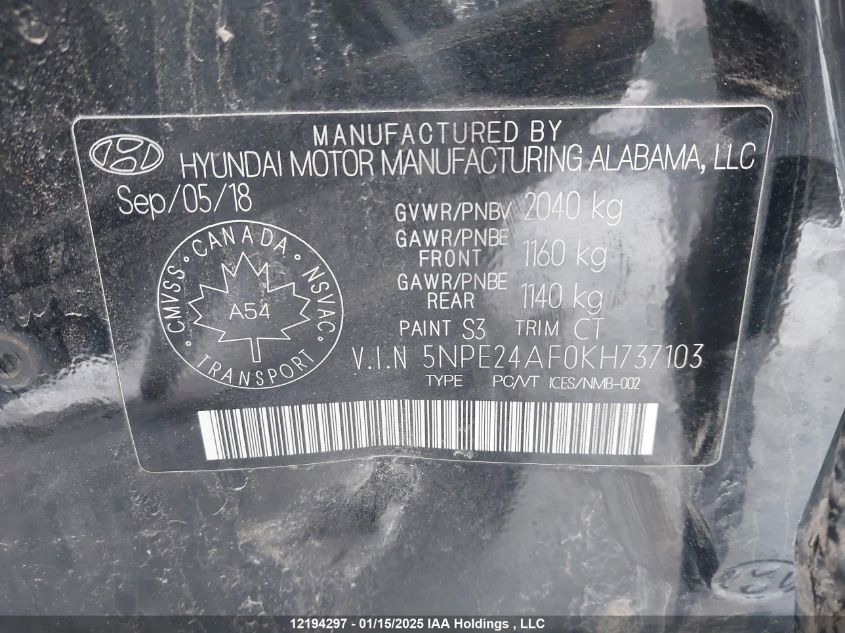 MANUFACTURED BY
HYUNDAI MOTOR MANUFACTURING ALABAMA, LLC
Sep/05/18
GVWR/PNBV 2040 kg
GAWR/PNBE FRONT 1160 kg
GAWR/PNBE REAR 1140 kg
PAINT S3 TRIM CT
V.I.N 5NPE24AF0KH737103
TYPE PC/VT ICES/NMB-002
CMVSS • CANADA • NSVAC • TRANSPORT •
A54
12194297 - 01/15/2025 IAA Holdings , LLC